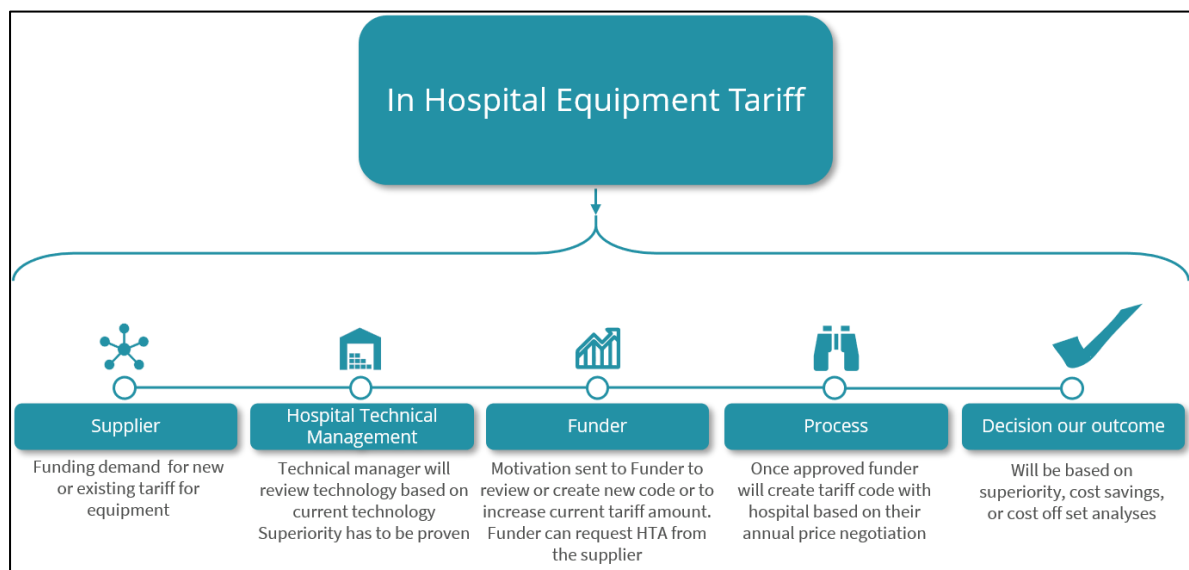 In Hospital Equipment Tariff
Supplier
Funding demand for new
or existing tariff for
equipment
Hospital Technical
Management
Technical manager will
review technology based on
current technology
Superiority has to be proven
Funder
Motivation sent to Funder to
review or create new code or to
increase current tariff amount.
Funder can request HTA from
the supplier
Process
Once approved funder
will create tariff code with
hospital based on their
annual price negotiation
Decision our outcome
Will be based on
superiority, cost savings,
or cost off set analyses